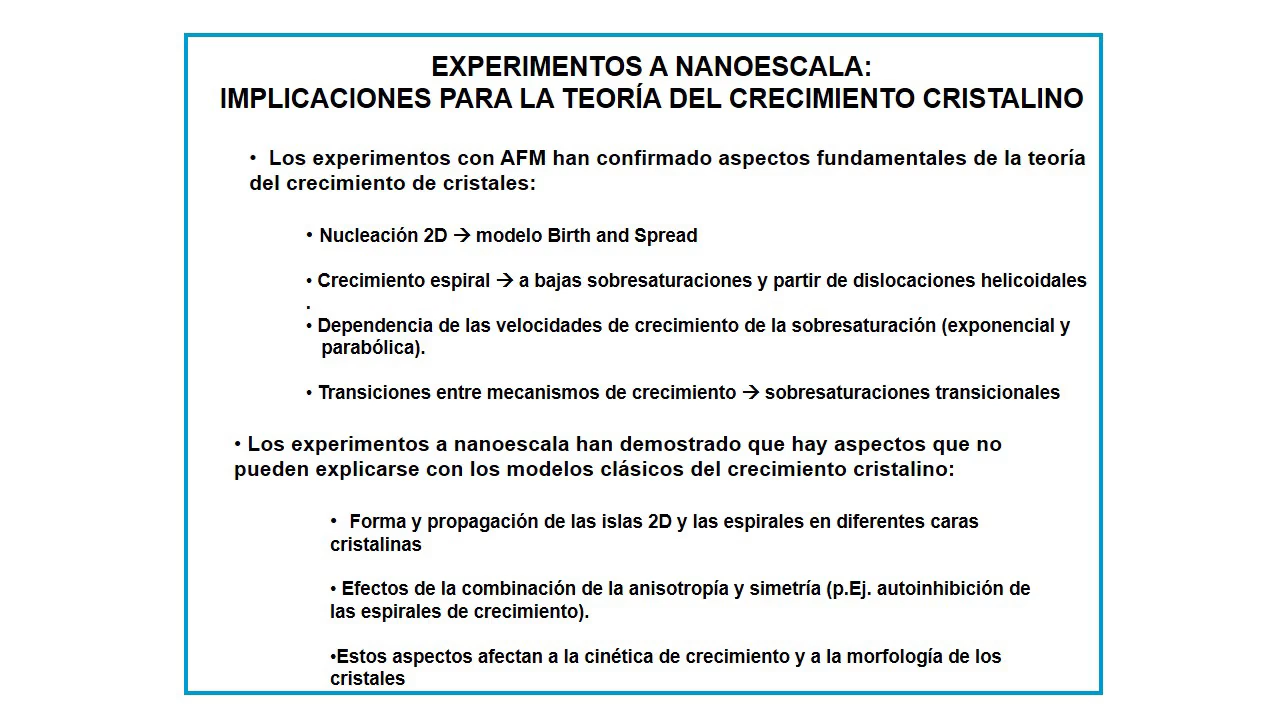 EXPERIMENTOS A NANOESCALA:
IMPLICACIONES PARA LA TEORÍA DEL CRECIMIENTO CRISTALINO
• Los experimentos con AFM han confirmado aspectos fundamentales de la teoría
del crecimiento de cristales:
• Nucleación 2D → modelo Birth and Spread
• Crecimiento espiral → a bajas sobresaturaciones y partir de dislocaciones helicoidales
.
• Dependencia de las velocidades de crecimiento de la sobresaturación (exponencial y
parabólica).
• Transiciones entre mecanismos de crecimiento → sobresaturaciones transicionales
• Los experimentos a nanoescala han demostrado que hay aspectos que no
pueden explicarse con los modelos clásicos del crecimiento cristalino:
• Forma y propagación de las islas 2D y las espirales en diferentes caras
cristalinas
• Efectos de la combinación de la anisotropía y simetría (p.Ej. autoinhibición de
las espirales de crecimiento).
•Estos aspectos afectan a la cinética de crecimiento y a la morfología de los
cristales